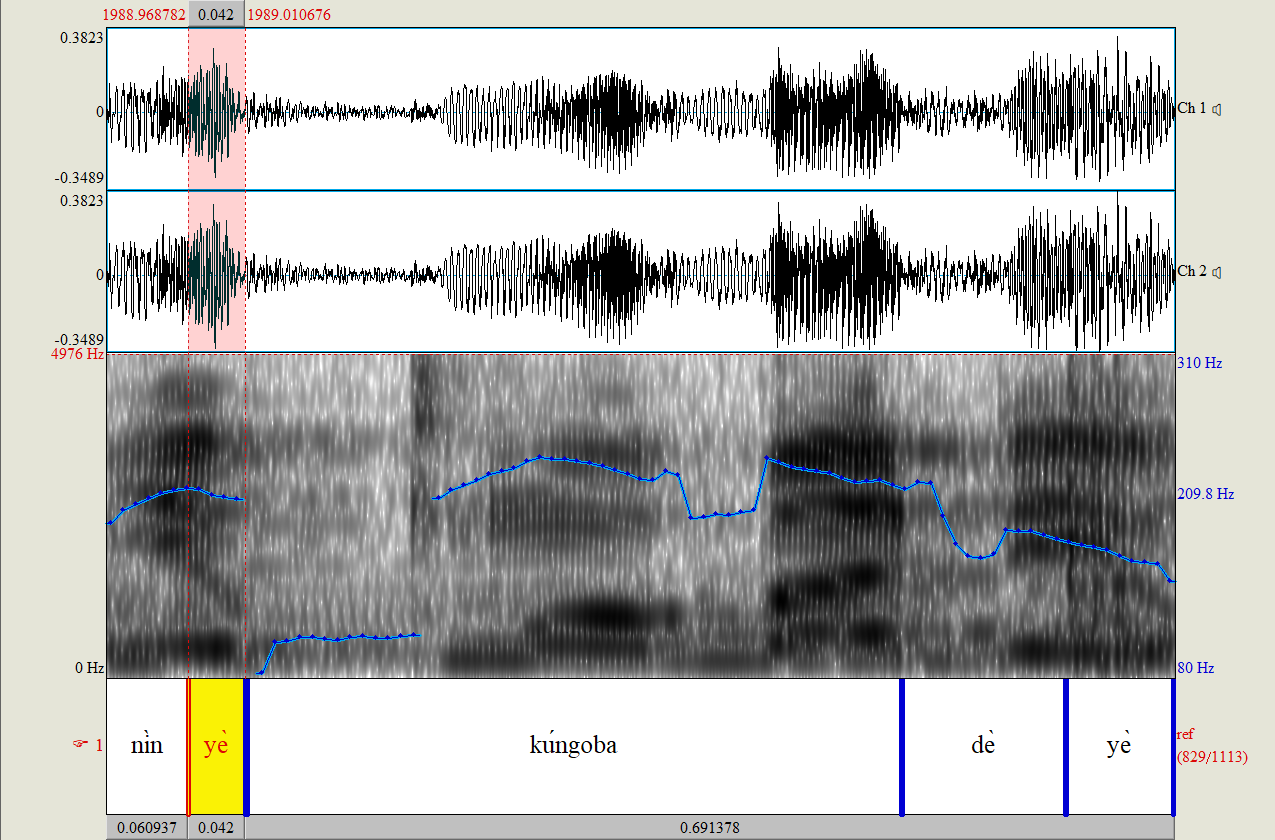 1988.968782 0.042 1989.010676
0.3823
0
-0.3489
Ch 1
0.3823
0
-0.3489
Ch 2
4976 Hz
310 Hz
209.8 Hz
0 Hz
80 Hz
☞ 1
nìn yè kúngoba dè yè
ref
(829/1113)
0.060937 0.042 0.691378